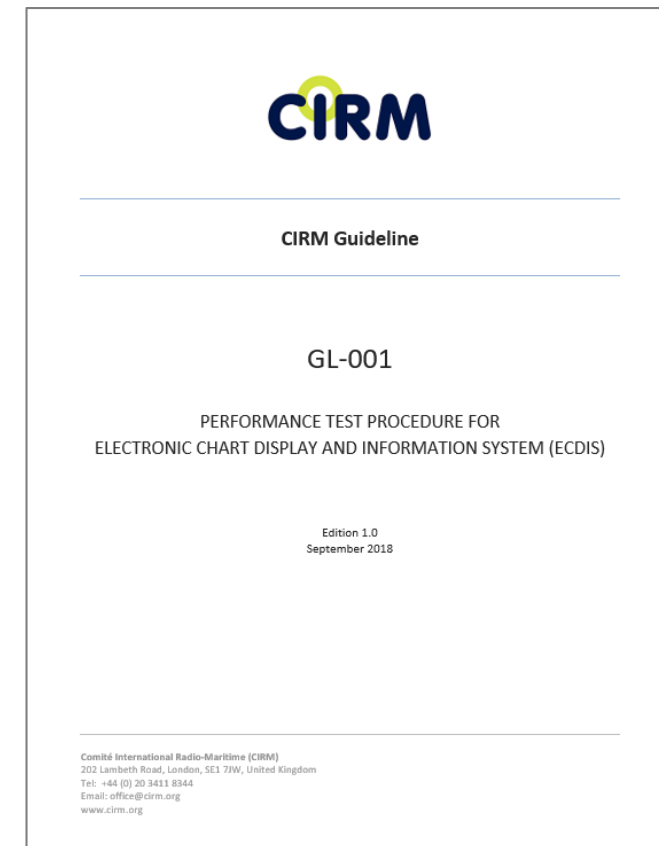 CIRM
CIRM Guideline
GL-001
PERFORMANCE TEST PROCEDURE FOR
ELECTRONIC CHART DISPLAY AND INFORMATION SYSTEM (ECDIS)
Edition 1.0
September 2018
Comité International Radio-Maritime (CIRM)
202 Lambeth Road, London, SE1 7JW, United Kingdom
Tel: +44 (0) 20 3411 8344
Email: office@cirm.org
www.cirm.org